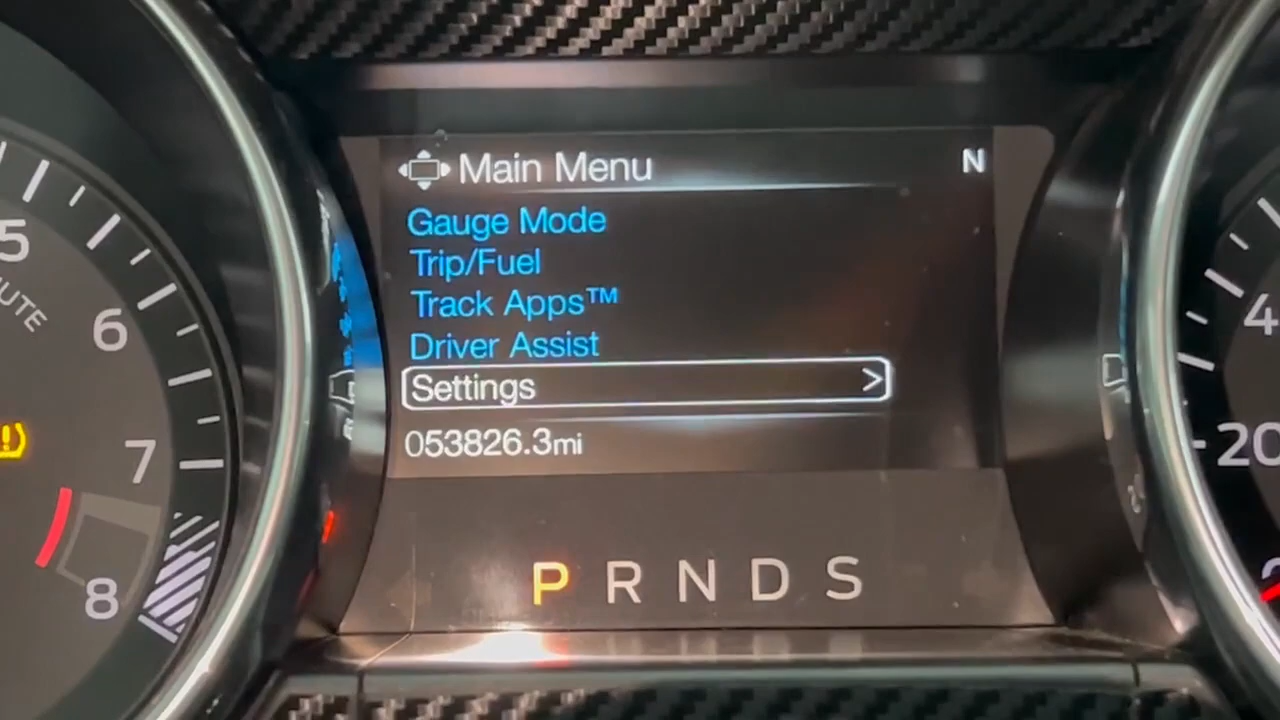 Main Menu N
Gauge Mode
Trip/Fuel
Track Apps™
Driver Assist
Settings >
053826.3mi
P R N D S
5
6
7
8
4
20